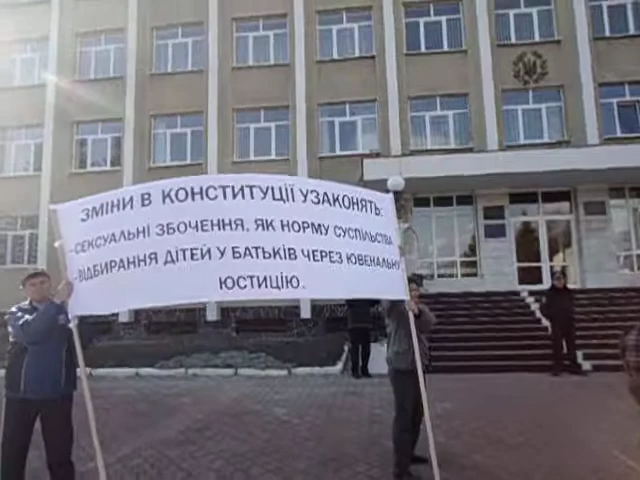 ЗМІНИ В КОНСТИТУЦІЇ УЗАКОНЯТЬ:
-СЕКСУАЛЬНІ ЗБОЧЕННЯ, ЯК НОРМУ СУСПІЛЬСТВА
-ВІДБИРАННЯ ДІТЕЙ У БАТЬКІВ ЧЕРЕЗ ЮВЕНАЛЬНУ
ЮСТИЦІЮ.